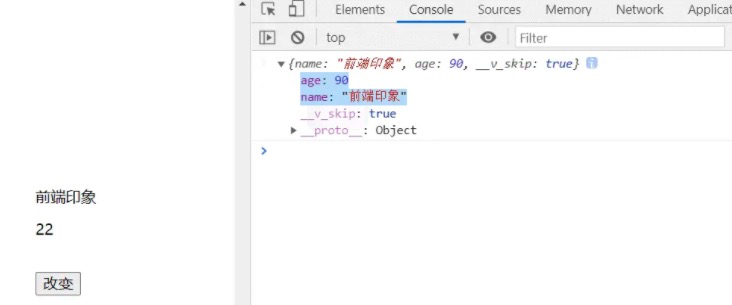 Elements Console Sources Memory Network Applicat
top Filter
{name: "前端印象", age: 90, __v_skip: true}
age: 90
name: "前端印象"
__v_skip: true
__proto__: Object
前端印象
22
改变